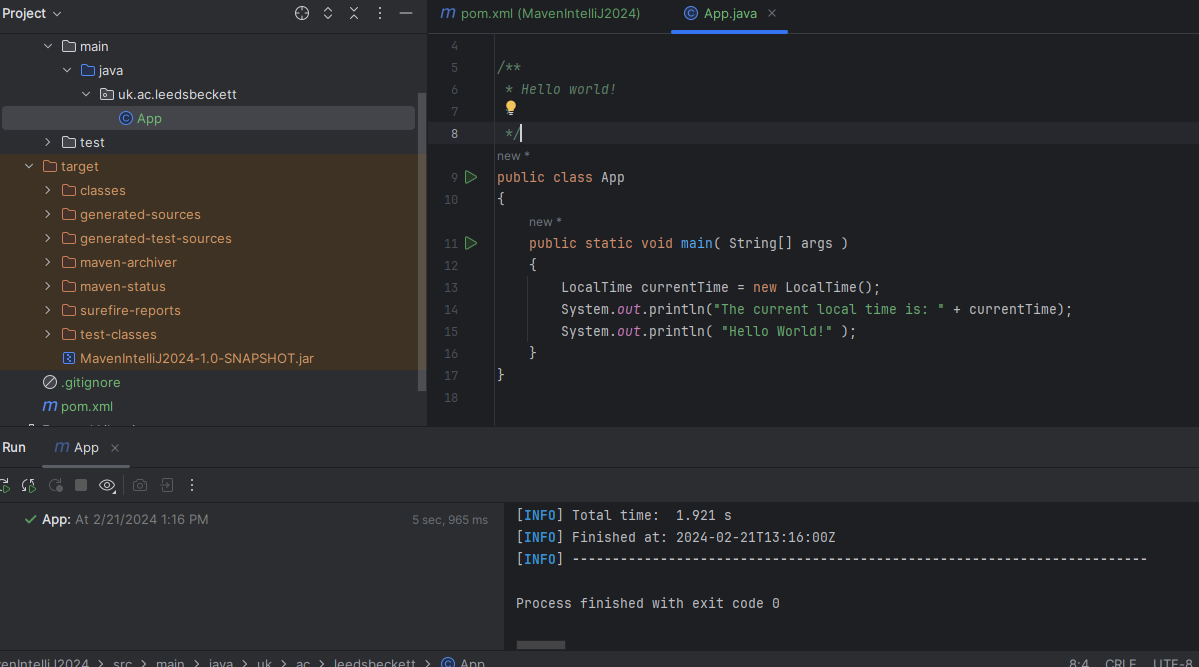 Project
main
java
uk.ac.leedsbeckett
App
test
target
classes
generated-sources
generated-test-sources
maven-archiver
maven-status
surefire-reports
test-classes
MavenIntelliJ2024-1.0-SNAPSHOT.jar
.gitignore
m pom.xml
m pom.xml (MavenIntelliJ2024)
C App.java
4
5 /**
6 * Hello world!
7
8 */
new *
9 public class App
10 {
new *
11 public static void main( String[] args )
12 {
13 LocalTime currentTime = new LocalTime();
14 System.out.println("The current local time is: " + currentTime);
15 System.out.println( "Hello World!" );
16 }
17 }
18
Run
m App
App: At 2/21/2024 1:16 PM 5 sec, 965 ms
[INFO] Total time:  1.921 s
[INFO] Finished at: 2024-02-21T13:16:00Z
[INFO] ------------------------------------------------------------------------
Process finished with exit code 0
venIntelliJ2024 > src > main > java > uk > ac > leedsbeckett > App
8:4 CRLF UTF-8